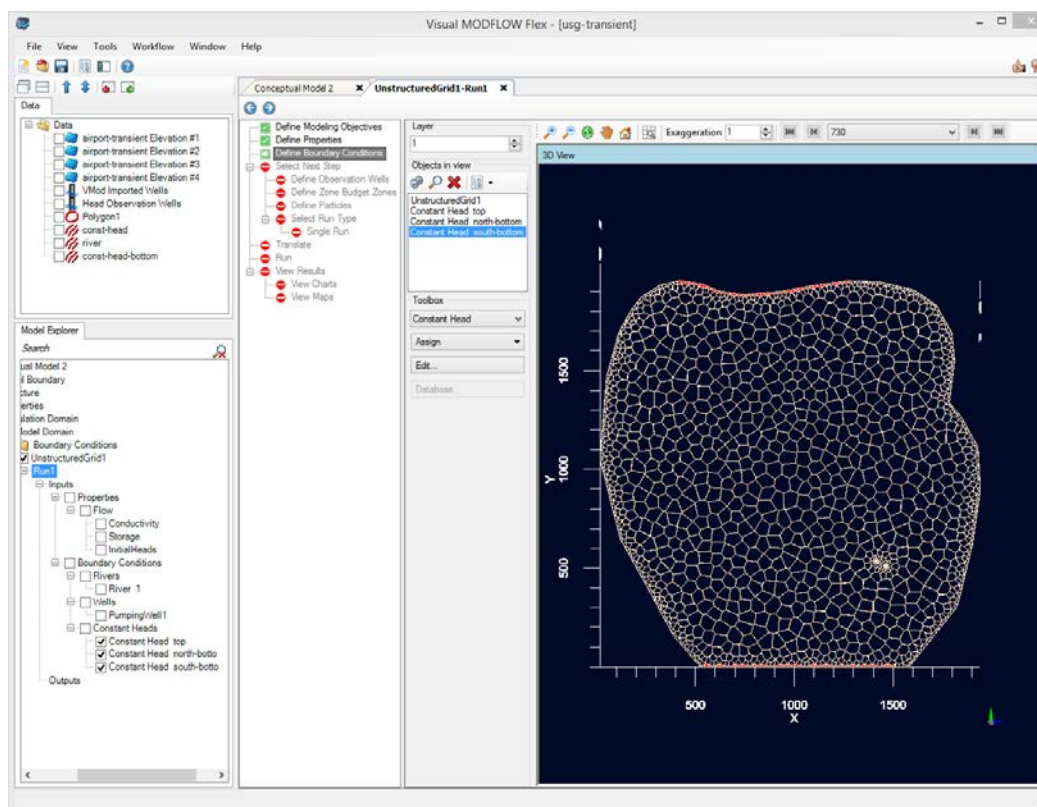 Visual MODFLOW Flex - [usg-transient]
File View Tools Workflow Window Help
Data
Data
airport-transient Elevation #1
airport-transient Elevation #2
airport-transient Elevation #3
airport-transient Elevation #4
VMod Imported Wells
Head Observation Wells
Polygon1
const-head
river
const-head-bottom
Model Explorer
Search
ual Model 2
l Boundary
cture
erties
ulation Domain
Model Domain
Boundary Conditions
UnstructuredGrid1
Run1
Inputs
Properties
Flow
Conductivity
Storage
InitialHeads
Boundary Conditions
Rivers
River 1
Wells
PumpingWell1
Constant Heads
Constant Head top
Constant Head north-botto
Constant Head south-botto
Outputs
Conceptual Model 2
UnstructuredGrid1-Run1
Define Modeling Objectives
Define Properties
Define Boundary Conditions
Select Next Step
Define Observation Wells
Define Zone Budget Zones
Define Particles
Select Run Type
Single Run
Translate
Run
View Results
View Charts
View Maps
Layer
1
Objects in view
UnstructuredGrid1
Constant Head top
Constant Head north-bottom
Constant Head south-bottom
Toolbox
Constant Head
Assign
Edit...
Database...
Exaggeration 1
730
3D View
1500
1000
Y
500
500 1000 1500
X